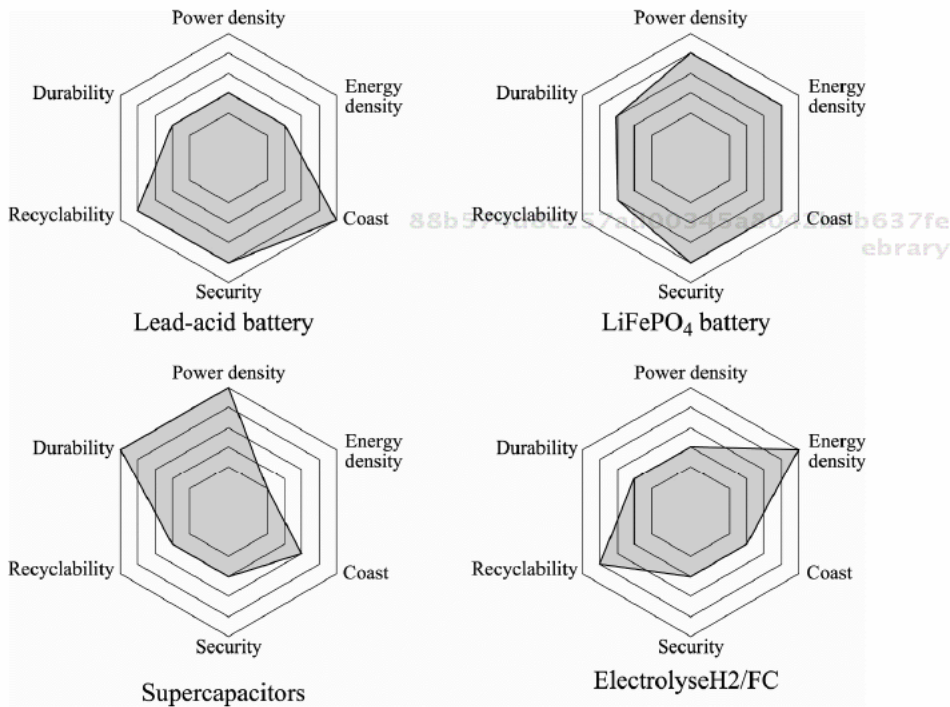 Power density
Durability
Energy
density
Recyclability
Coast
Security
Lead-acid battery
Power density
Durability
Energy
density
Recyclability
Coast
Security
LiFePO₄ battery
ebrary
Power density
Durability
Energy
density
Recyclability
Coast
Security
Supercapacitors
Power density
Durability
Energy
density
Recyclability
Coast
Security
ElectrolyseH2/FC